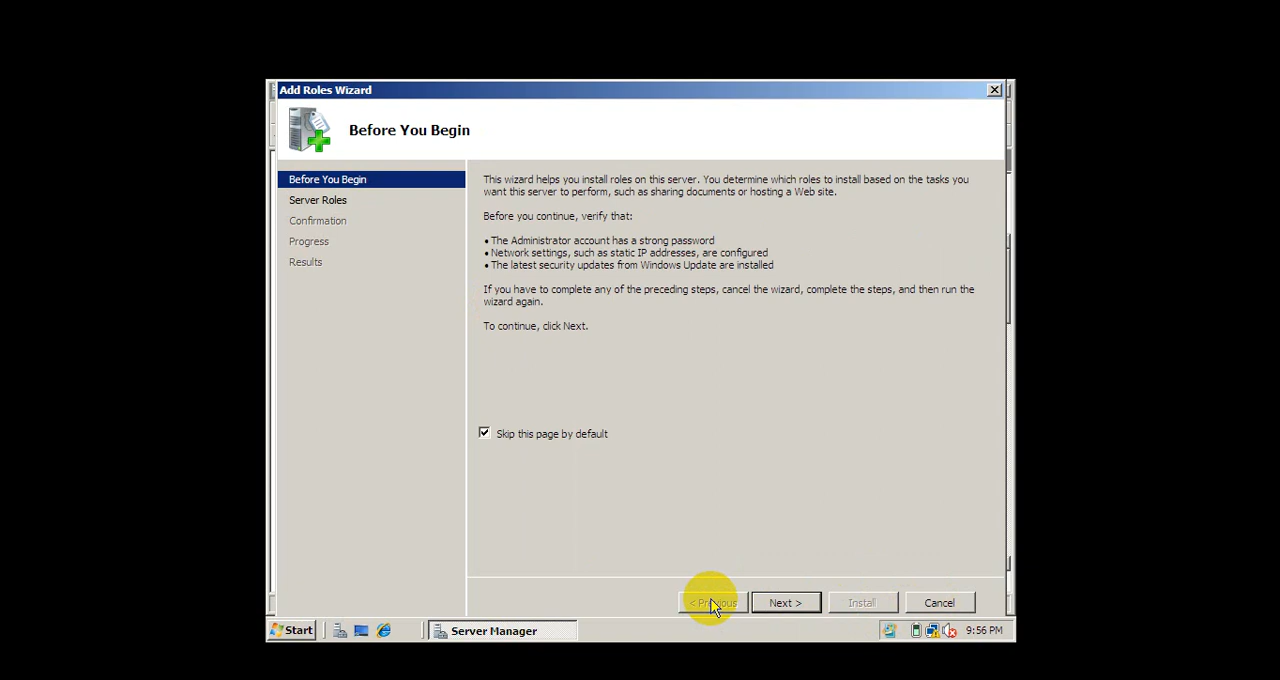 Add Roles Wizard
Before You Begin
Before You Begin
Server Roles
Confirmation
Progress
Results
This wizard helps you install roles on this server. You determine which roles to install based on the tasks you
want this server to perform, such as sharing documents or hosting a Web site.
Before you continue, verify that:
• The Administrator account has a strong password
• Network settings, such as static IP addresses, are configured
• The latest security updates from Windows Update are installed
If you have to complete any of the preceding steps, cancel the wizard, complete the steps, and then run the
wizard again.
To continue, click Next.
Skip this page by default
< Previous Next > Install Cancel
Start Server Manager 9:56 PM